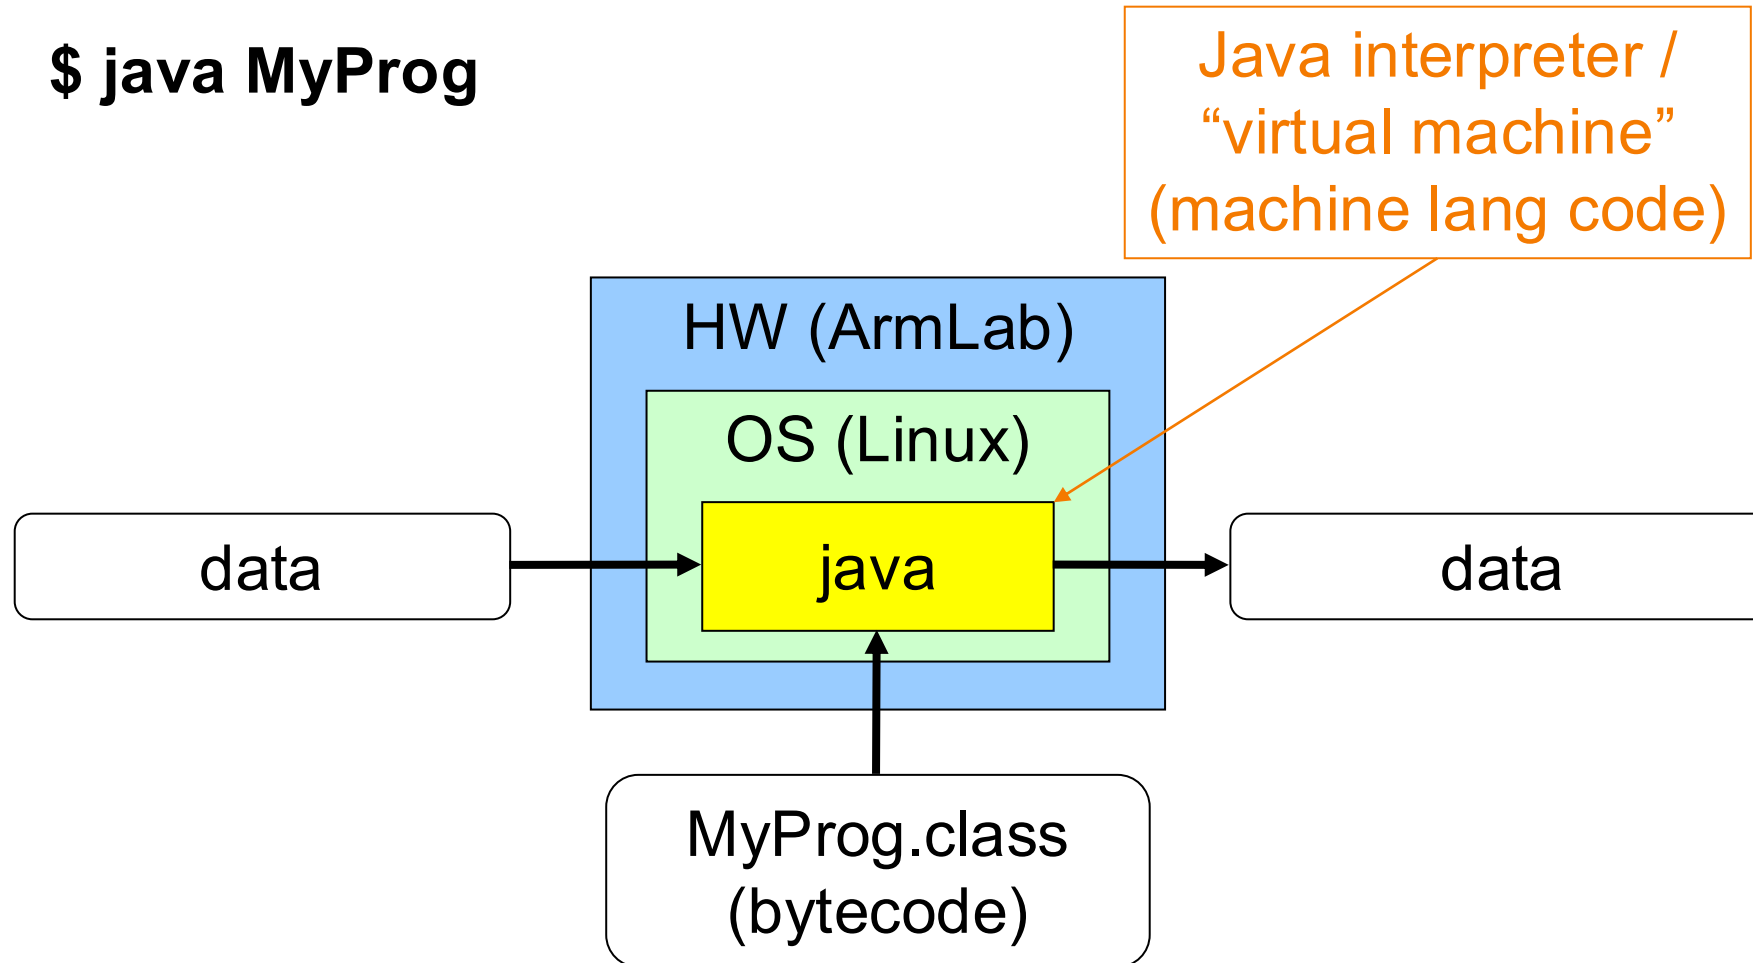 $ java MyProg
Java interpreter /
“virtual machine”
(machine lang code)
HW (ArmLab)
OS (Linux)
data
java
data
MyProg.class
(bytecode)